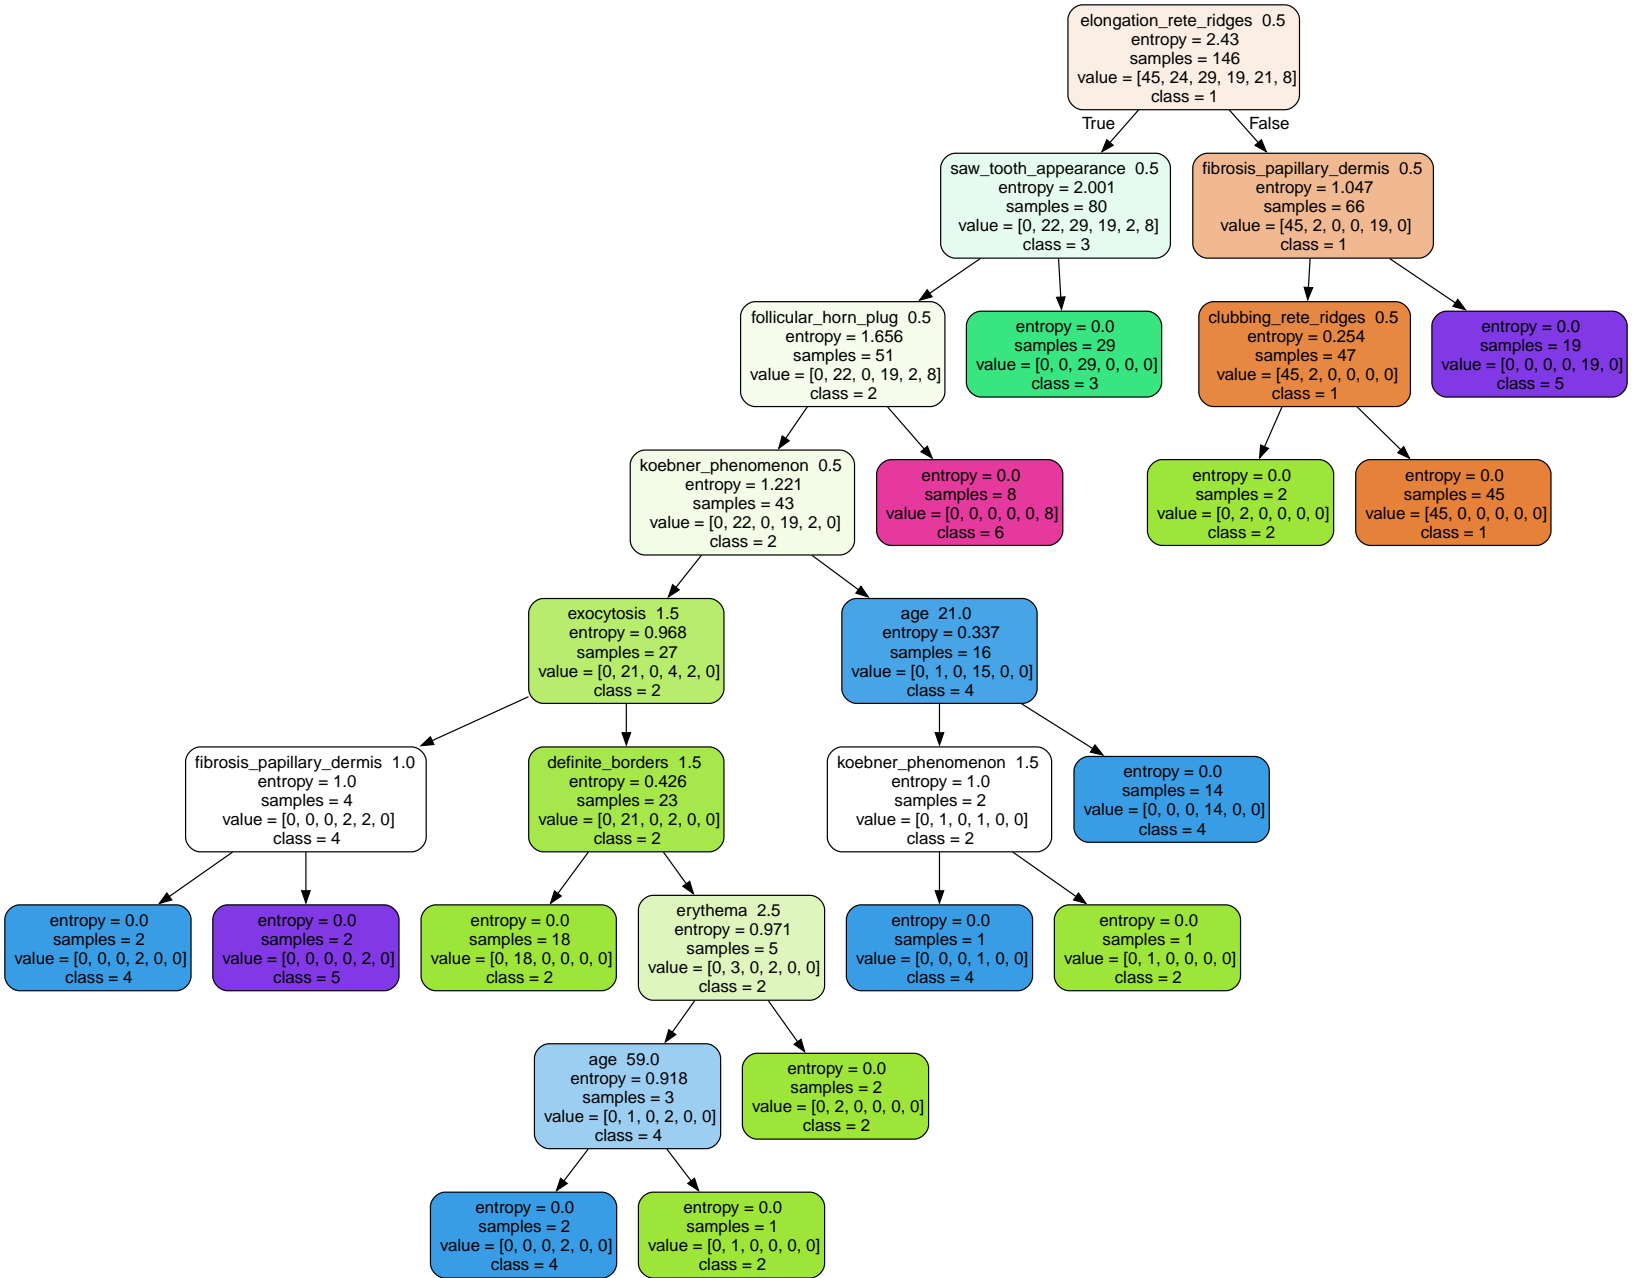 elongation_rete_ridges 0.5
entropy = 2.43
samples = 146
value = [45, 24, 29, 19, 21, 8]
class = 1
True
False
saw_tooth_appearance 0.5
entropy = 2.001
samples = 80
value = [0, 22, 29, 19, 2, 8]
class = 3
fibrosis_papillary_dermis 0.5
entropy = 1.047
samples = 66
value = [45, 2, 0, 0, 19, 0]
class = 1
follicular_horn_plug 0.5
entropy = 1.656
samples = 51
value = [0, 22, 0, 19, 2, 8]
class = 2
entropy = 0.0
samples = 29
value = [0, 0, 29, 0, 0, 0]
class = 3
clubbing_rete_ridges 0.5
entropy = 0.254
samples = 47
value = [45, 2, 0, 0, 0, 0]
class = 1
entropy = 0.0
samples = 19
value = [0, 0, 0, 0, 19, 0]
class = 5
koebner_phenomenon 0.5
entropy = 1.221
samples = 43
value = [0, 22, 0, 19, 2, 0]
class = 2
entropy = 0.0
samples = 8
value = [0, 0, 0, 0, 0, 8]
class = 6
entropy = 0.0
samples = 2
value = [0, 2, 0, 0, 0, 0]
class = 2
entropy = 0.0
samples = 45
value = [45, 0, 0, 0, 0, 0]
class = 1
exocytosis 1.5
entropy = 0.968
samples = 27
value = [0, 21, 0, 4, 2, 0]
class = 2
age 21.0
entropy = 0.337
samples = 16
value = [0, 1, 0, 15, 0, 0]
class = 4
fibrosis_papillary_dermis 1.0
entropy = 1.0
samples = 4
value = [0, 0, 0, 2, 2, 0]
class = 4
definite_borders 1.5
entropy = 0.426
samples = 23
value = [0, 21, 0, 2, 0, 0]
class = 2
koebner_phenomenon 1.5
entropy = 1.0
samples = 2
value = [0, 1, 0, 1, 0, 0]
class = 2
entropy = 0.0
samples = 14
value = [0, 0, 0, 14, 0, 0]
class = 4
entropy = 0.0
samples = 2
value = [0, 0, 0, 2, 0, 0]
class = 4
entropy = 0.0
samples = 2
value = [0, 0, 0, 0, 2, 0]
class = 5
entropy = 0.0
samples = 18
value = [0, 18, 0, 0, 0, 0]
class = 2
erythema 2.5
entropy = 0.971
samples = 5
value = [0, 3, 0, 2, 0, 0]
class = 2
entropy = 0.0
samples = 1
value = [0, 0, 0, 1, 0, 0]
class = 4
entropy = 0.0
samples = 1
value = [0, 1, 0, 0, 0, 0]
class = 2
age 59.0
entropy = 0.918
samples = 3
value = [0, 1, 0, 2, 0, 0]
class = 4
entropy = 0.0
samples = 2
value = [0, 2, 0, 0, 0, 0]
class = 2
entropy = 0.0
samples = 2
value = [0, 0, 0, 2, 0, 0]
class = 4
entropy = 0.0
samples = 1
value = [0, 1, 0, 0, 0, 0]
class = 2